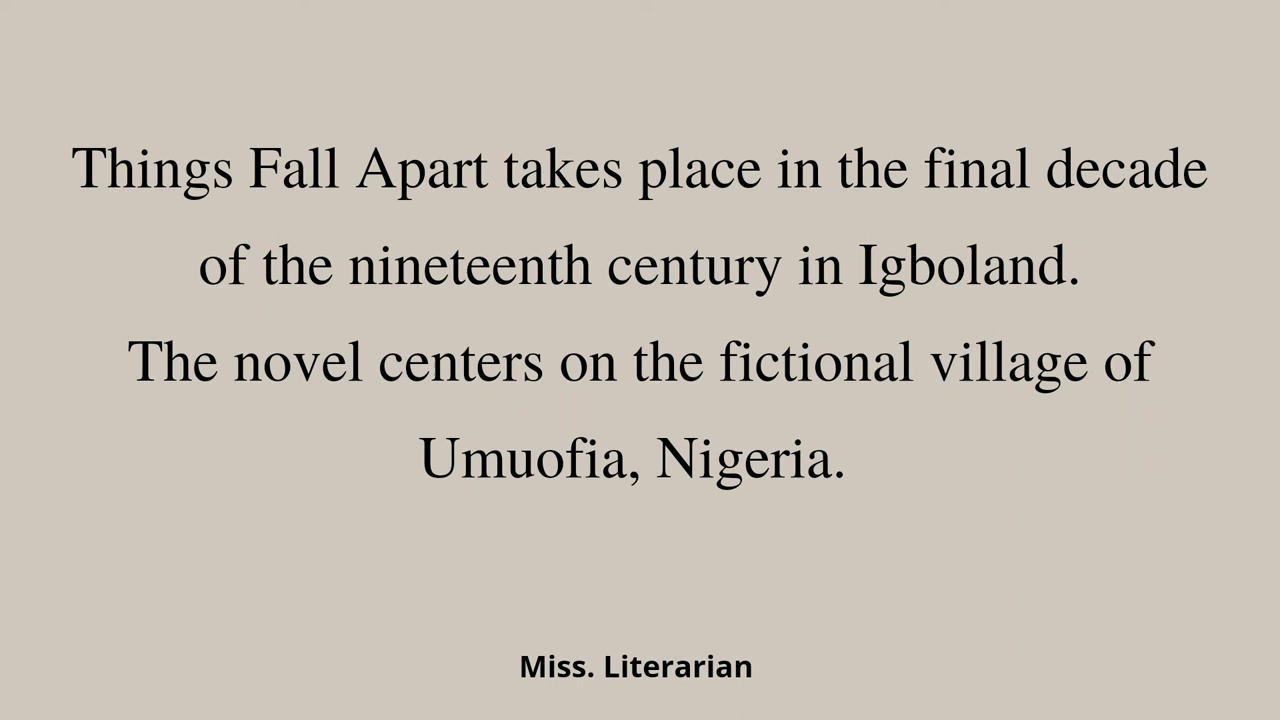 Things Fall Apart takes place in the final decade
of the nineteenth century in Igboland.
The novel centers on the fictional village of
Umuofia, Nigeria.
Miss. Literarian